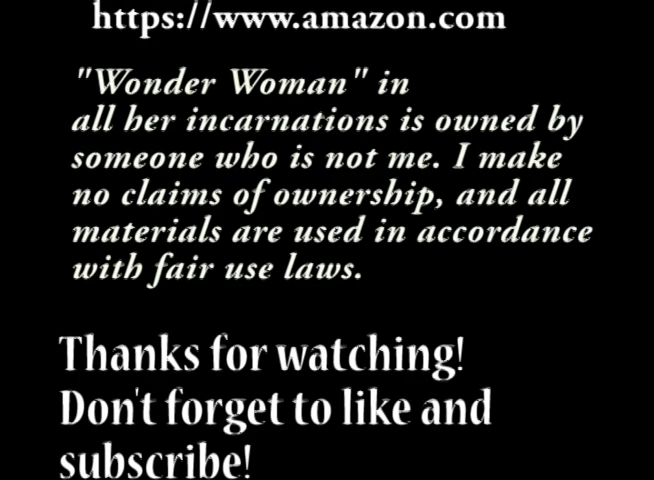 https://www.amazon.com
"Wonder Woman" in
all her incarnations is owned by
someone who is not me. I make
no claims of ownership, and all
materials are used in accordance
with fair use laws.
Thanks for watching!
Don't forget to like and
subscribe!